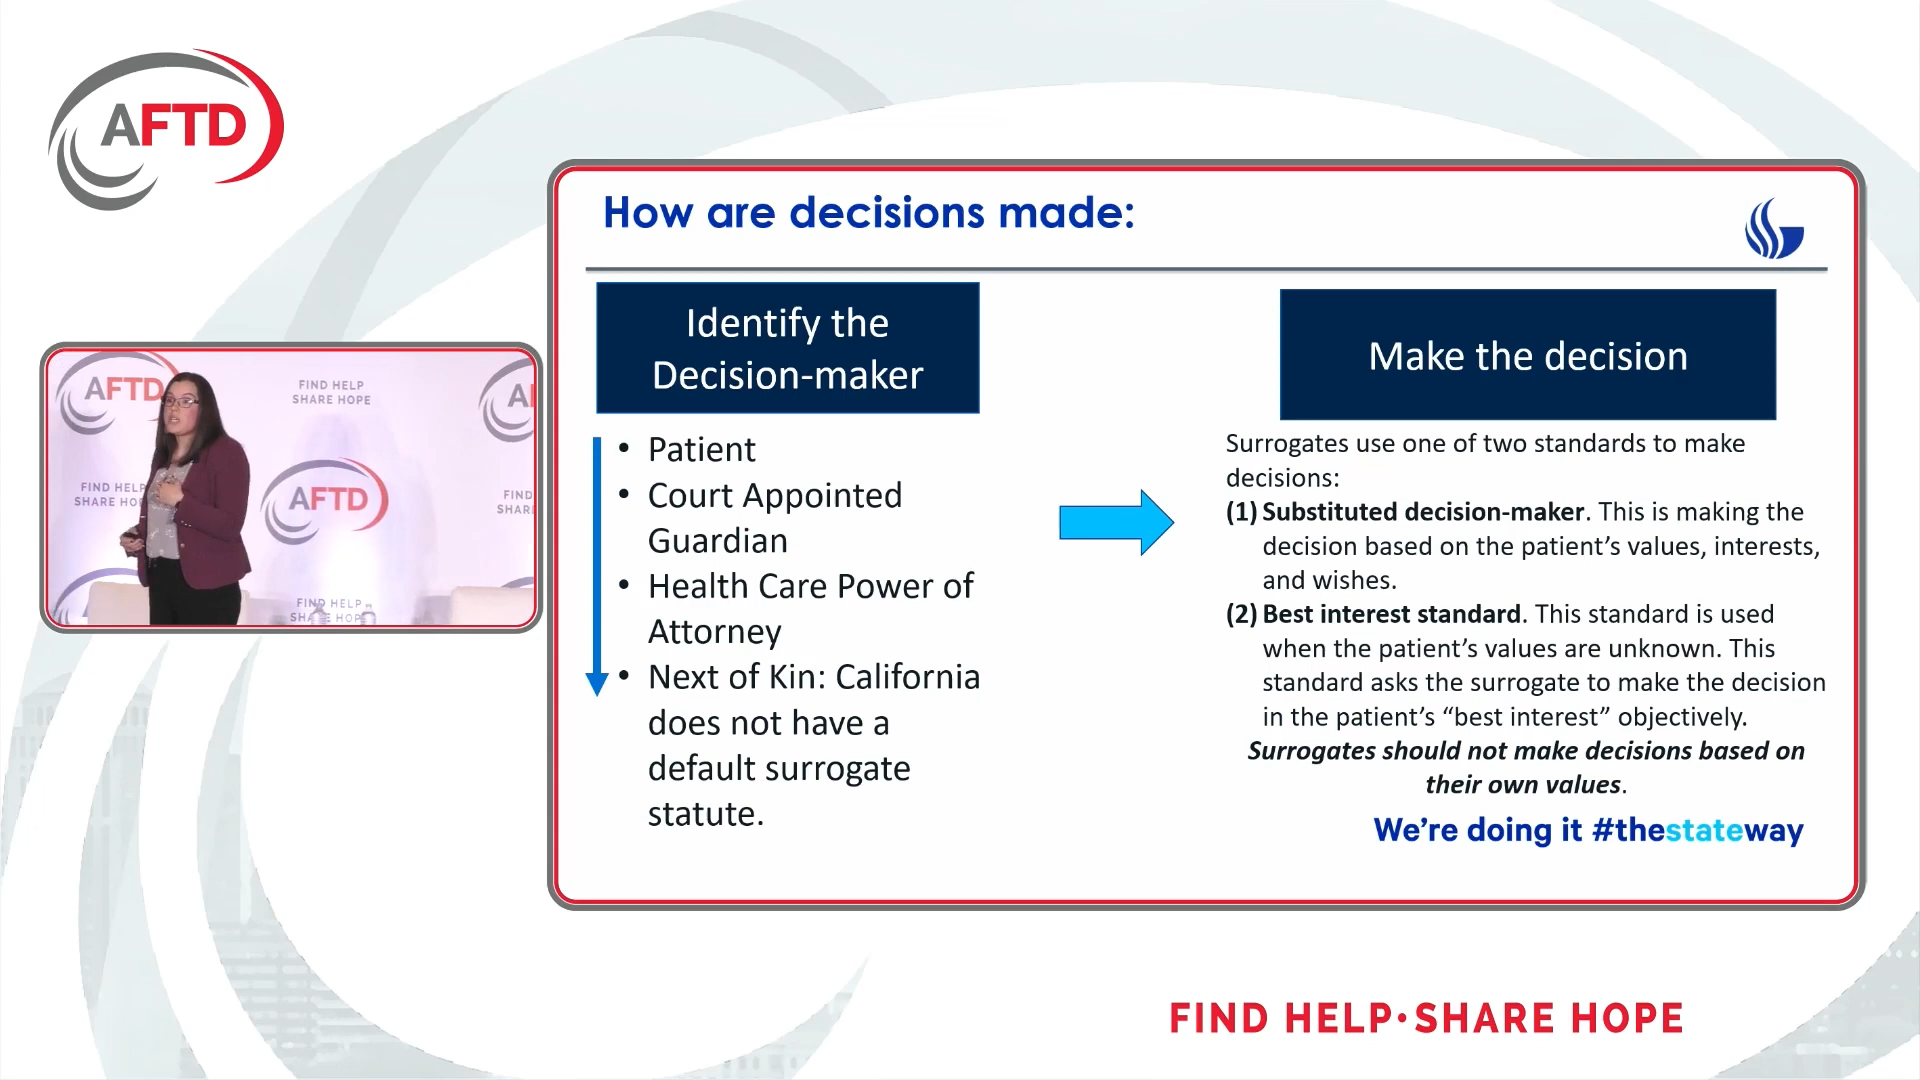 AFTD
How are decisions made:
Identify the
Decision-maker
• Patient
• Court Appointed
Guardian
• Health Care Power of
Attorney
• Next of Kin: California
does not have a
default surrogate
statute.
Make the decision
Surrogates use one of two standards to make
decisions:
(1) Substituted decision-maker. This is making the
decision based on the patient’s values, interests,
and wishes.
(2) Best interest standard. This standard is used
when the patient’s values are unknown. This
standard asks the surrogate to make the decision
in the patient’s “best interest” objectively.
Surrogates should not make decisions based on
their own values.
We’re doing it #thestateway
AFTD
FIND HELP
SHARE HOPE
A
FIND HELP
SHARE HO
AFTD
FIND
SHAR
FIND HELP
SHARE HOPE
FIND HELP•SHARE HOPE